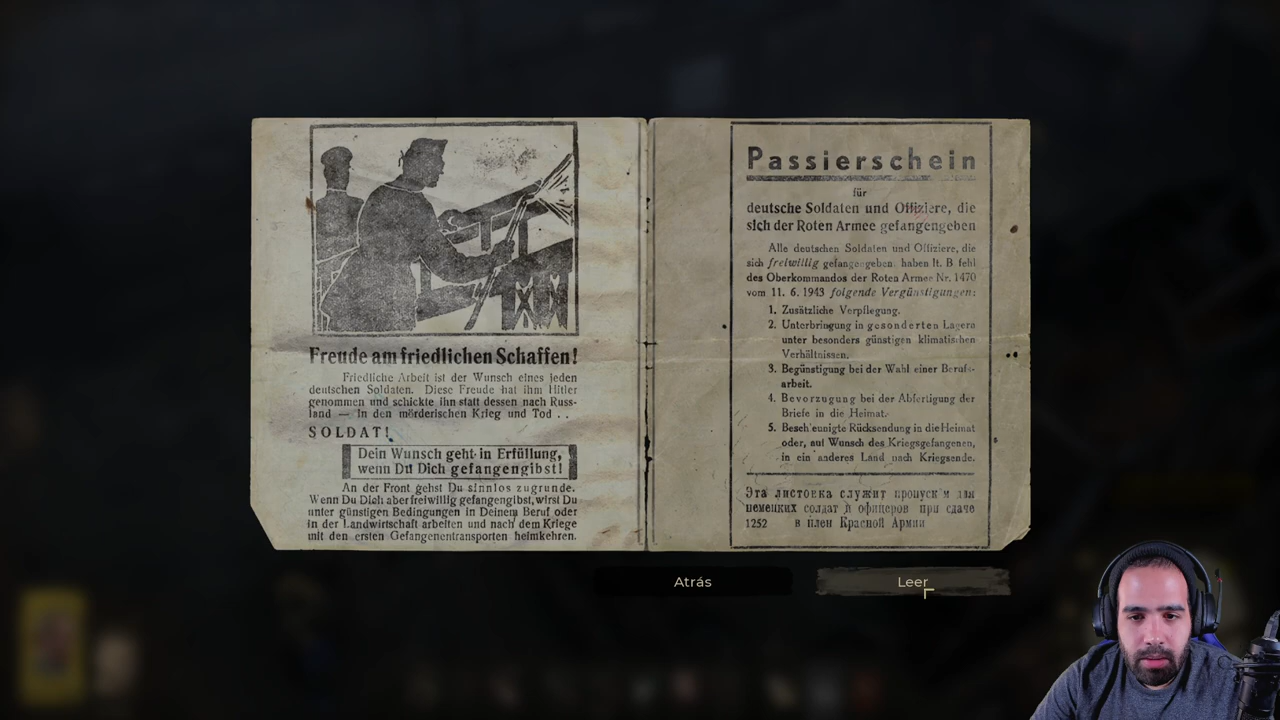 Freude am friedlichen Schaffen!
Friedliche Arbeit ist der Wunsch eines jeden
deutschen Soldaten. Diese Freude hat ihm Hitler
genommen und schickte ihn statt dessen nach Russ-
land — in den mörderischen Krieg und Tod . .
SOLDAT!
Dein Wunsch geht in Erfüllung,
wenn Du Dich gefangengibst!
An der Front gehst Du sinnlos zugrunde.
Wenn Du Dich aber freiwillig gefangengibst, wirst Du
unter günstigen Bedingungen in Deinem Beruf oder
in der Landwirtschaft arbeiten und nach dem Kriege
mit den ersten Gefangenentransporten heimkehren.
Passierschein
für
deutsche Soldaten und Offiziere, die
sich der Roten Armee gefangengeben
Alle deutschen Soldaten und Offiziere, die
sich freiwillig gefangengeben haben lt. B fehl
des Oberkommandos der Roten Armee Nr. 1470
vom 11. 6. 1943 folgende Vergünstigungen:
1. Zusätzliche Verpflegung.
2. Unterbringung in gesonderten Lagern
unter besonders günstigen klimatischen
Verhältnissen.
3. Begünstigung bei der Wahl einer Berufs-
arbeit.
4. Bevorzugung bei der Abfertigung der
Briefe in die Heimat.
5. Beschleunigte Rücksendung in die Heimat
oder, auf Wunsch des Kriegsgefangenen,
in ein anderes Land nach Kriegsende.
Эта листовка служит пропуск м для
немецких солдат и офицеров при сдаче
1252 в плен Красной Армии
Atrás
Leer